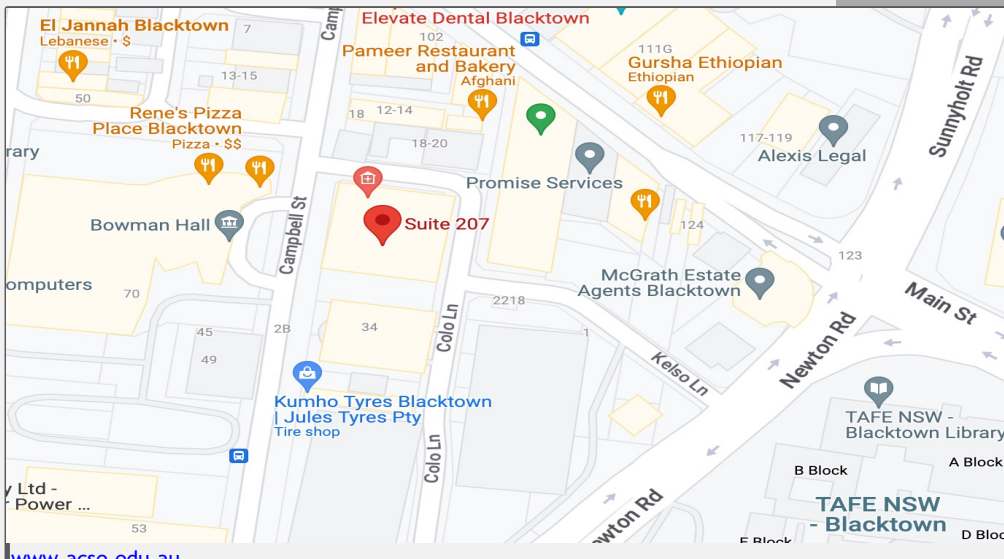 El Jannah Blacktown
Lebanese • $
7
Camp
Elevate Dental Blacktown
102
Pameer Restaurant
and Bakery
Afghani
111G
Gursha Ethiopian
Ethiopian
Sunnyholt Rd
13-15
50
Rene's Pizza
Place Blacktown
Pizza • $$
18
12-14
18-20
117-119
Alexis Legal
rary
Promise Services
Bowman Hall
Campbell St
Suite 207
124
123
omputers
70
McGrath Estate
Agents Blacktown
Main St
2218
1
45
49
2B
34
Colo Ln
Kelso Ln
Newton Rd
Kumho Tyres Blacktown
| Jules Tyres Pty
Tire shop
TAFE NSW -
Blacktown Library
Colo Ln
B Block
A Block
y Ltd -
r Power ...
53
ewton Rd
TAFE NSW
- Blacktown
E Block
D Bloc
www.acse.edu.au